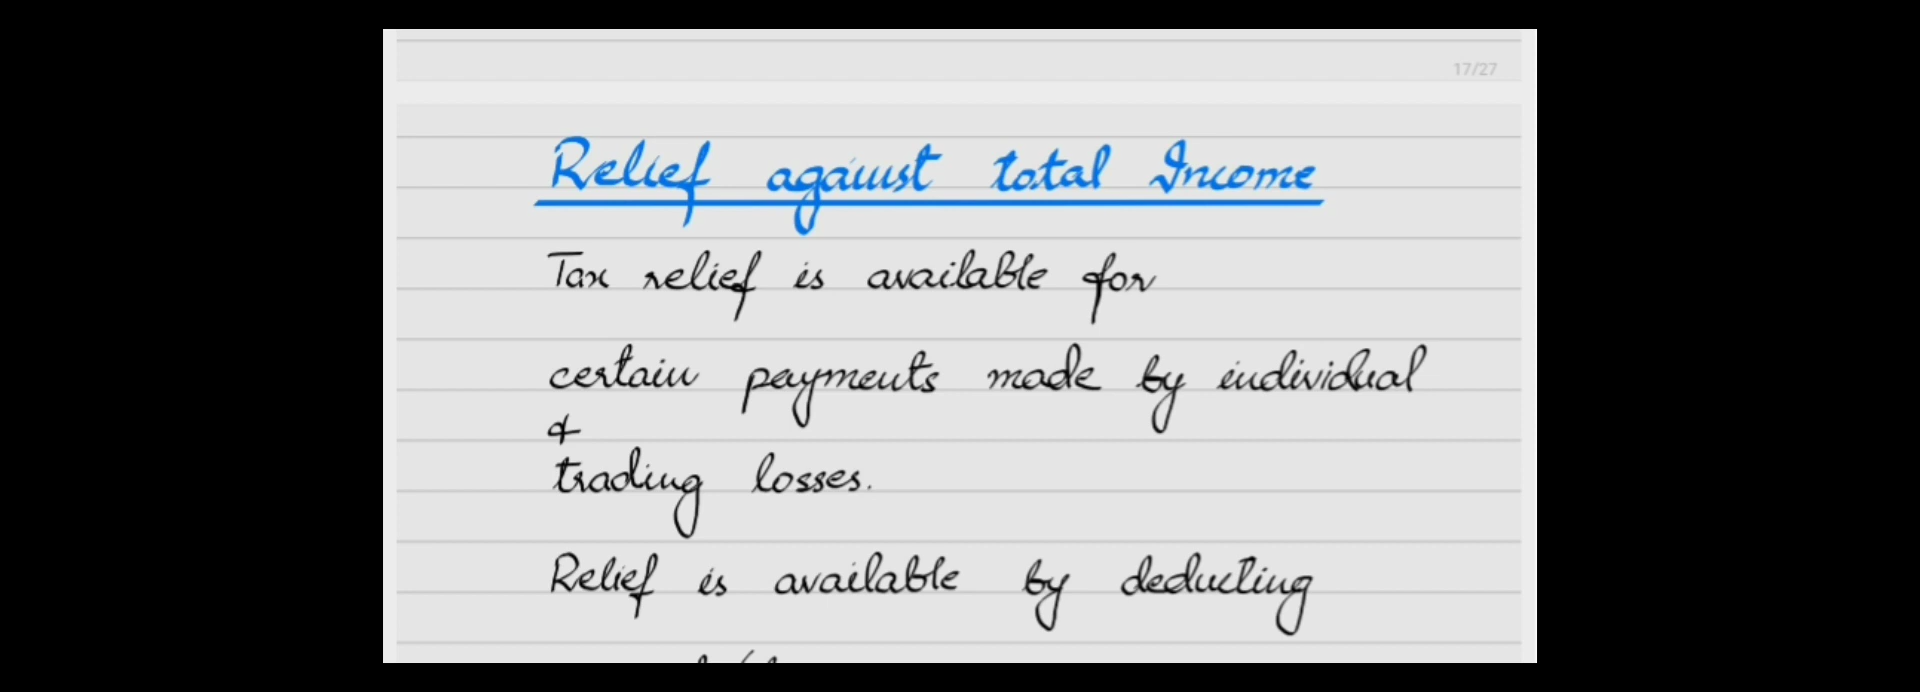 17/27
Relief against total Income
Tax relief is available for
certain payments made by individual
&
trading losses.
Relief is available by deducting